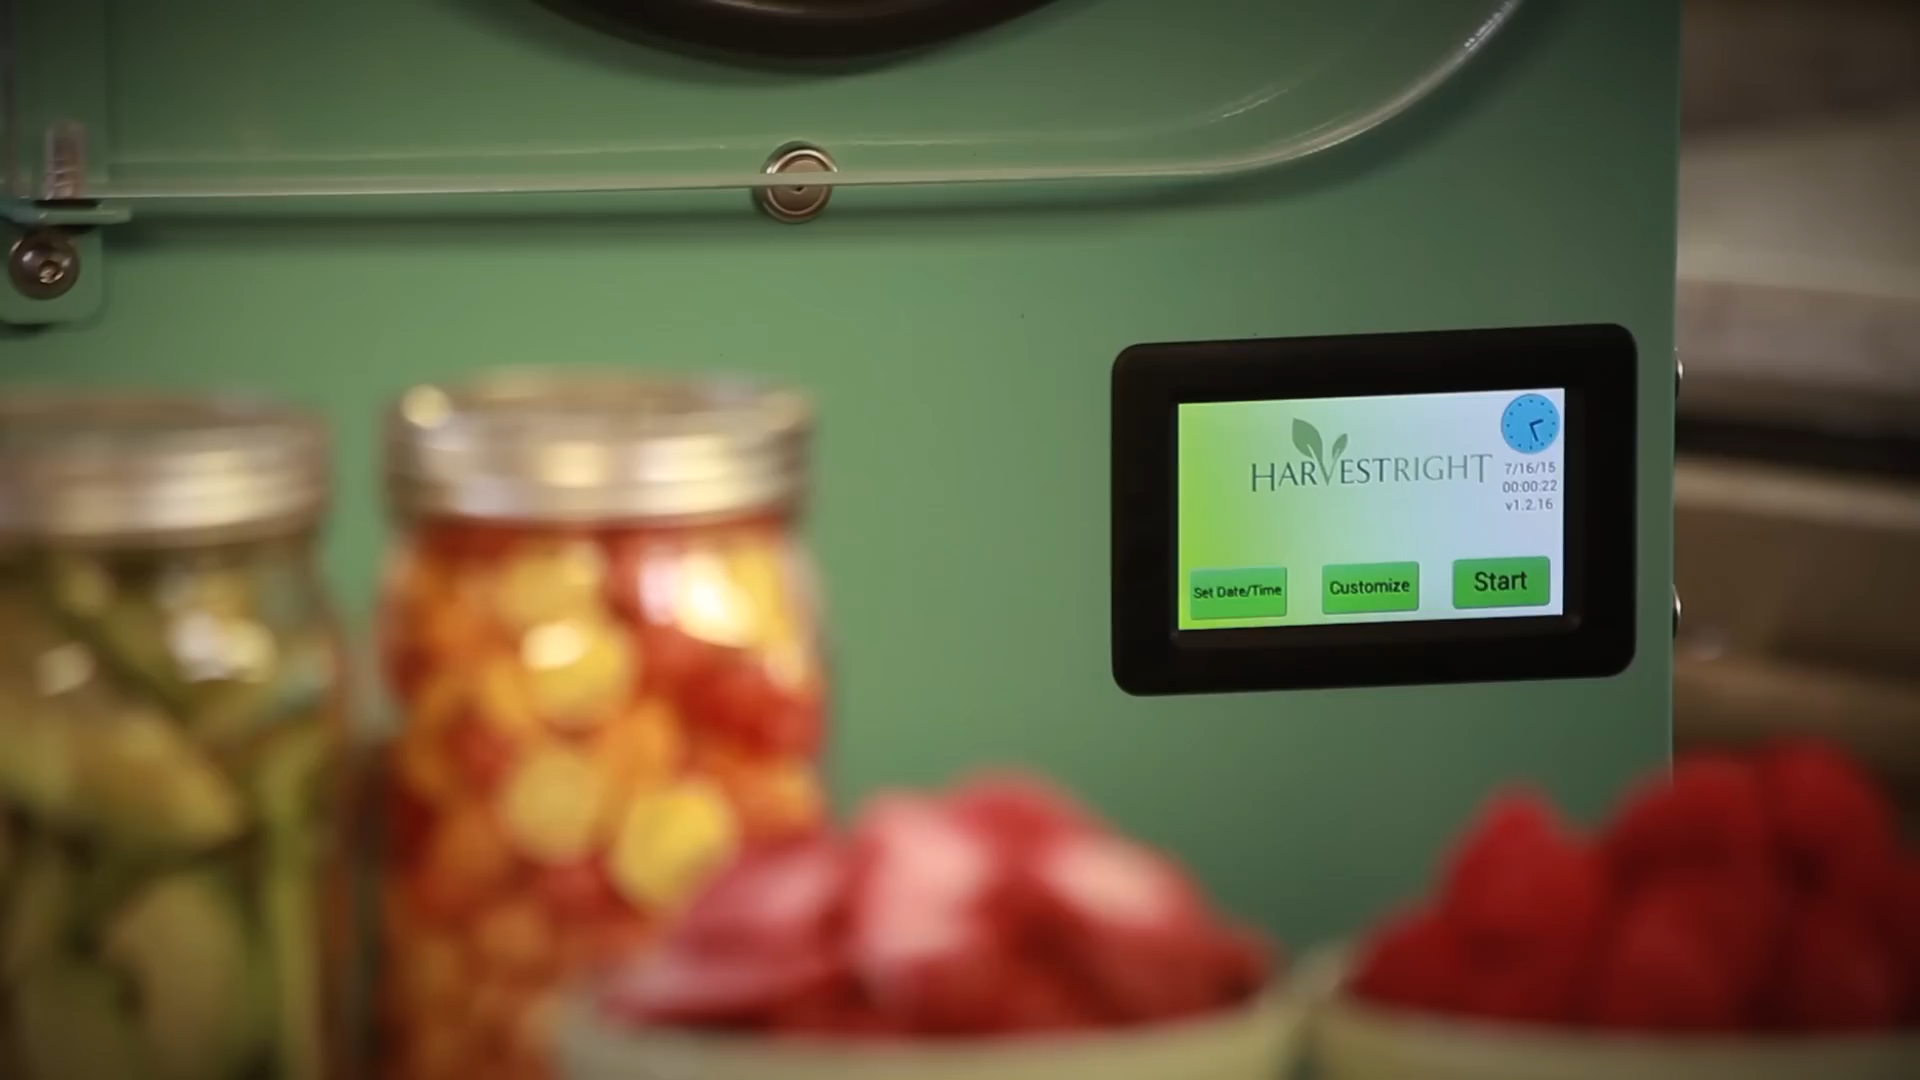 HARVESTRIGHT
7/16/15
00:00:22
v1.2.16
Set Date/Time
Customize
Start